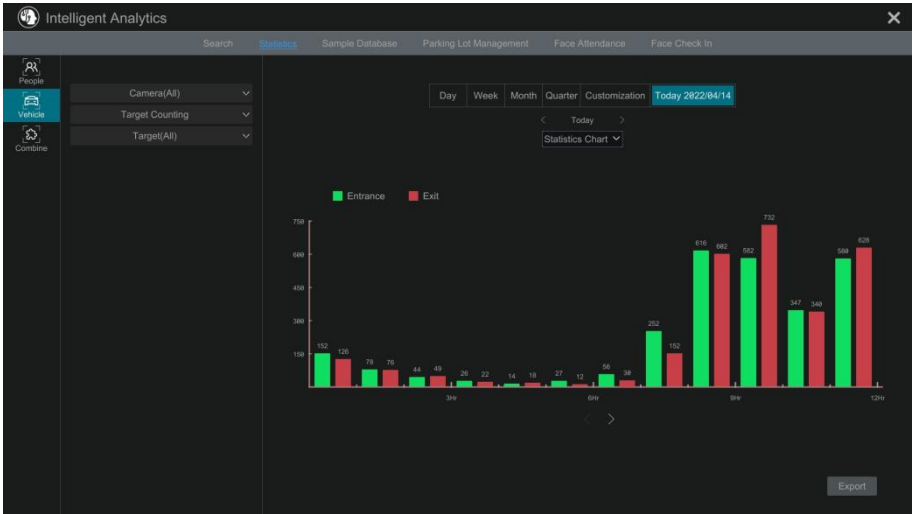 Intelligent Analytics
Search Statistics Sample Database Parking Lot Management Face Attendance Face Check In
People
Vehicle
Combine
Camera(All)
Target Counting
Target(All)
Day Week Month Quarter Customization Today 2022/04/14
Today
Statistics Chart
Entrance Exit
750
600
450
300
150
152 126 79 76 44 49 26 22 14 18 27 12 56 30 252 152 616 602 582 732 347 340 580 628
3Hr 6Hr 9Hr 12Hr
Export